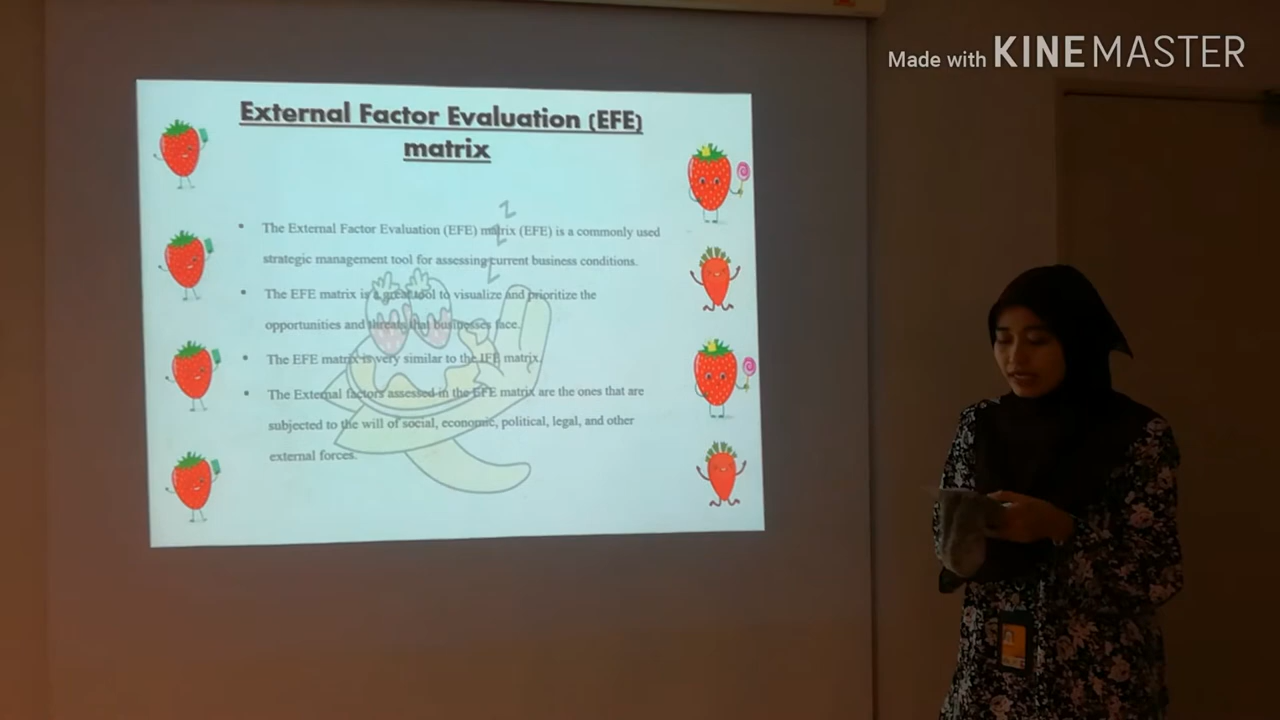 Made with KINEMASTER
External Factor Evaluation (EFE)
matrix
• The External Factor Evaluation (EFE) matrix (EFE) is a commonly used
strategic management tool for assessing current business conditions.
• The EFE matrix is a great tool to visualize and prioritize the
opportunities and threats that businesses face.
• The EFE matrix is very similar to the IFE matrix.
• The External factors assessed in the EFE matrix are the ones that are
subjected to the will of social, economic, political, legal, and other
external forces.